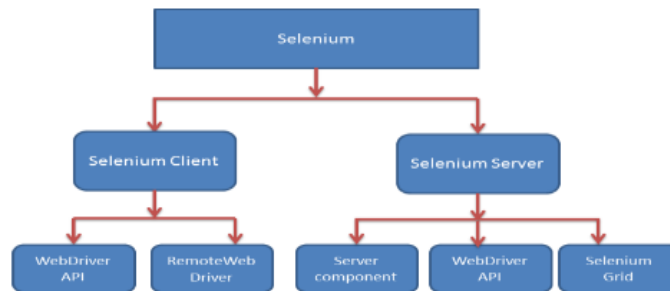 Selenium
Selenium Client
Selenium Server
WebDriver
API
RemoteWeb
Driver
Server
component
WebDriver
API
Selenium
Grid